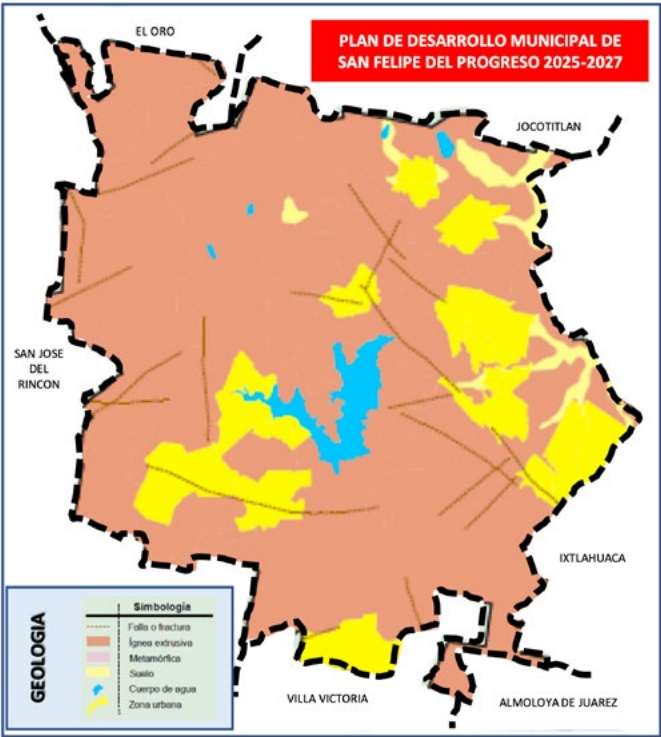 EL ORO
PLAN DE DESARROLLO MUNICIPAL DE
SAN FELIPE DEL PROGRESO 2025-2027
JOCOTITLAN
SAN JOSE
DEL
RINCON
IXTLAHUACA
GEOLOGIA
Simbología
Falla o fractura
Ígnea extrusiva
Metamórfica
Suelo
Cuerpo de agua
Zona urbana
VILLA VICTORIA
ALMOLOYA DE JUAREZ